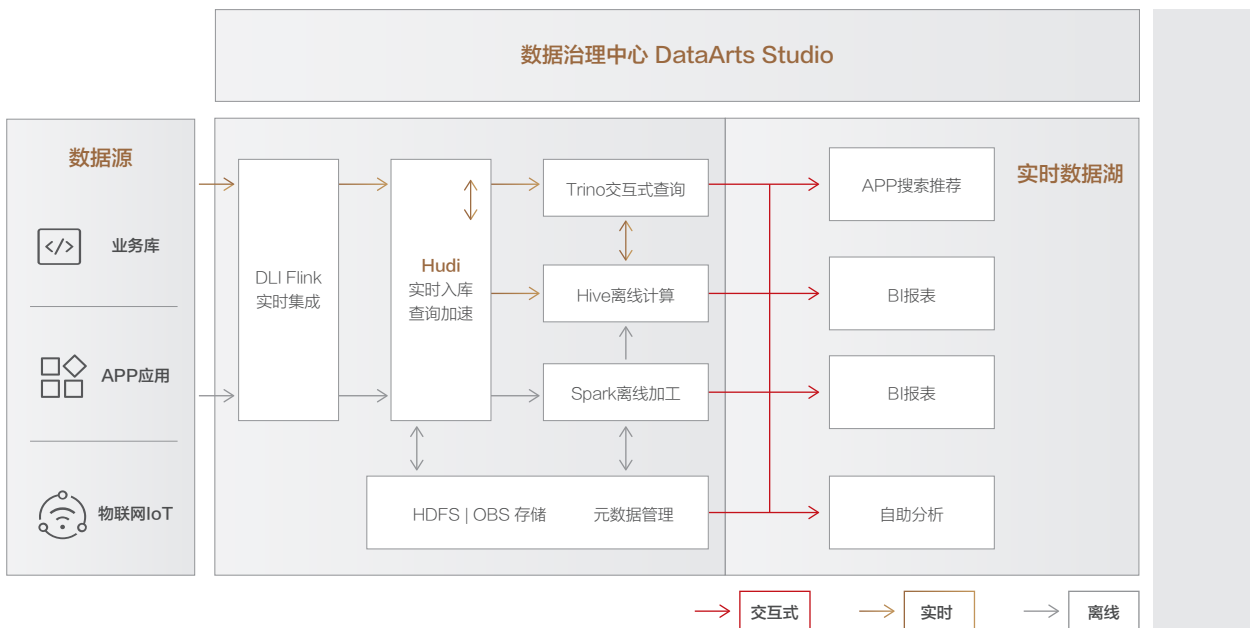 数据治理中心 DataArts Studio
数据源
业务库
APP应用
物联网IoT
DLI Flink
实时集成
Hudi
实时入库
查询加速
Trino交互式查询
Hive离线计算
Spark离线加工
HDFS | OBS 存储
元数据管理
实时数据湖
APP搜索推荐
BI报表
BI报表
自助分析
交互式
实时
离线